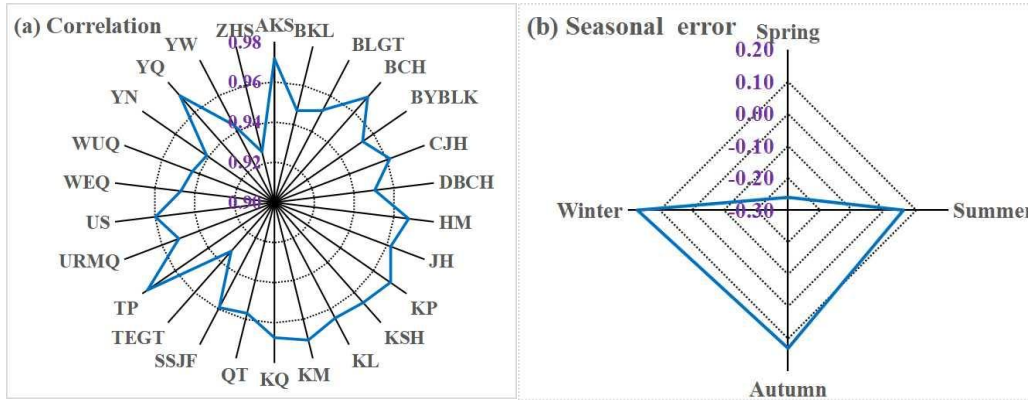 (a) Correlation
AKS
BKL
BLGT
BCH
BYBLK
CJH
DBCH
HM
JH
KP
KSH
KL
KM
KQ
QT
SSJF
TEGT
TP
URMQ
US
WEQ
WUQ
YN
YQ
YW
ZHS
0.98
0.96
0.94
0.92
0.90
(b) Seasonal error
Spring
0.20
0.10
0.00
-0.10
-0.20
-0.30
Winter
Summer
Autumn